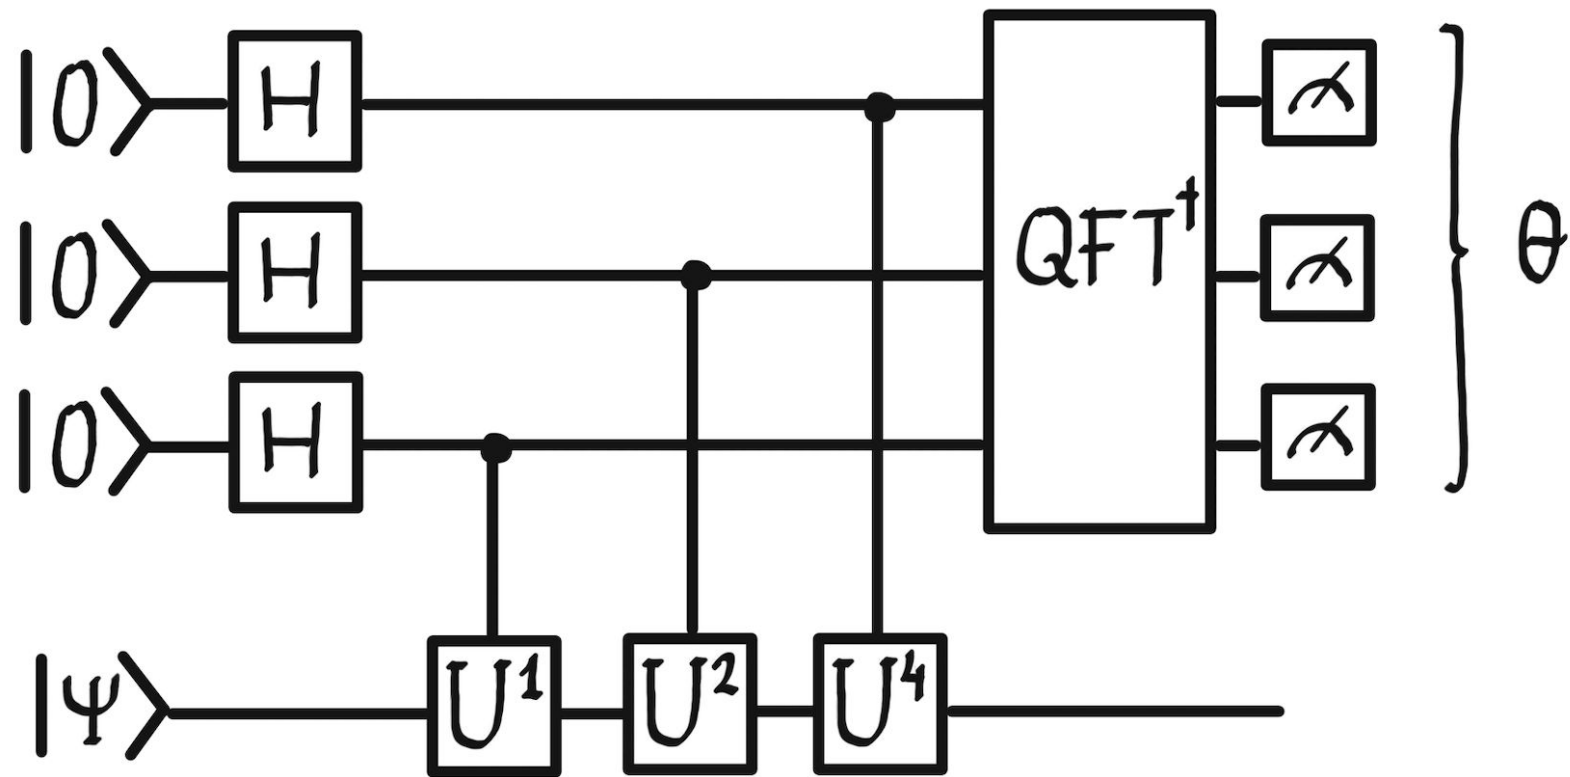 |0> H
QFT†
|0> H
θ
|0> H
|Ψ> U¹ U² U⁴